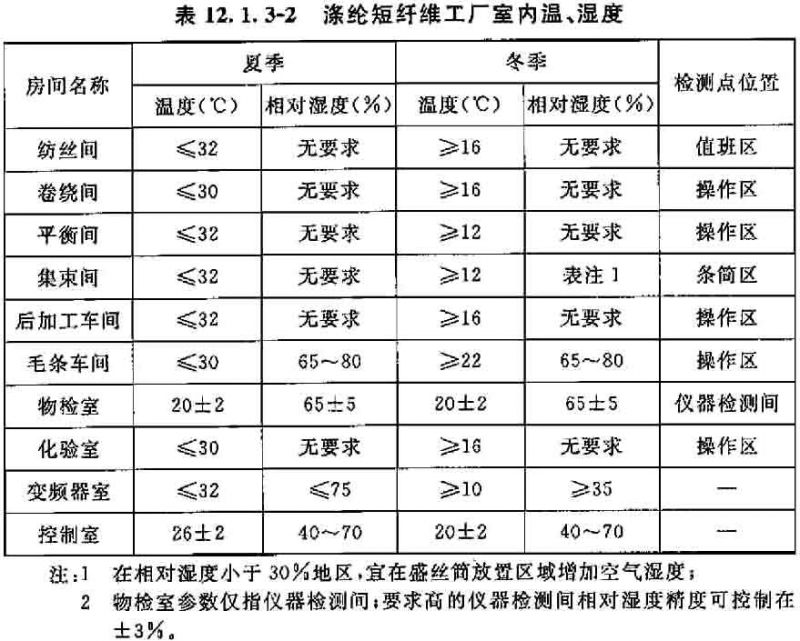 表 12.1.3-2 涤纶短纤维工厂室内温、湿度
房间名称 夏季 冬季 检测点位置
温度(℃) 相对湿度(%) 温度(℃) 相对湿度(%)
纺丝间 ≤32 无要求 ≥16 无要求 值班区
卷绕间 ≤30 无要求 ≥16 无要求 操作区
平衡间 ≤32 无要求 ≥12 无要求 操作区
集束间 ≤32 无要求 ≥12 表注1 条筒区
后加工车间 ≤32 无要求 ≥16 无要求 操作区
毛条车间 ≤30 65~80 ≥22 65~80 操作区
物检室 20±2 65±5 20±2 65±5 仪器检测间
化验室 ≤30 无要求 ≥16 无要求 操作区
变频器室 ≤32 ≤75 ≥10 ≥35 —
控制室 26±2 40~70 20±2 40~70 —
注:1 在相对湿度小于30%地区,宜在盛丝筒放置区域增加空气湿度;
2 物检室参数仅指仪器检测间;要求高的仪器检测间相对湿度精度可控制在
±3%。